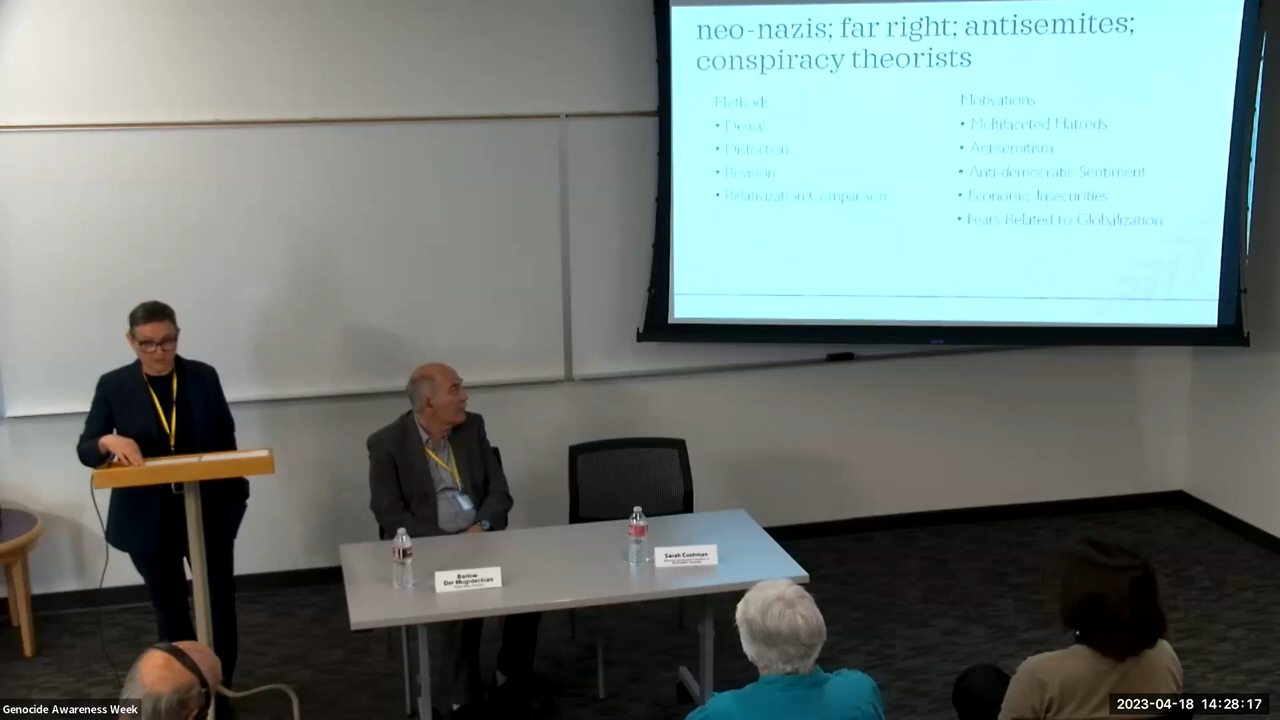 neo-nazis; far right; antisemites;
conspiracy theorists
Methods
• Denial
• Distortion
• Revision
• Relativization Comparison
Motivations
• Multifaceted Hatreds
• Antisemitism
• Anti-democratic Sentiment
• Economic Insecurities
• Fears Related to Globalization
Barlow
Der Mugrdechian
Sarah Cushman
Genocide Awareness Week
2023-04-18 14:28:17